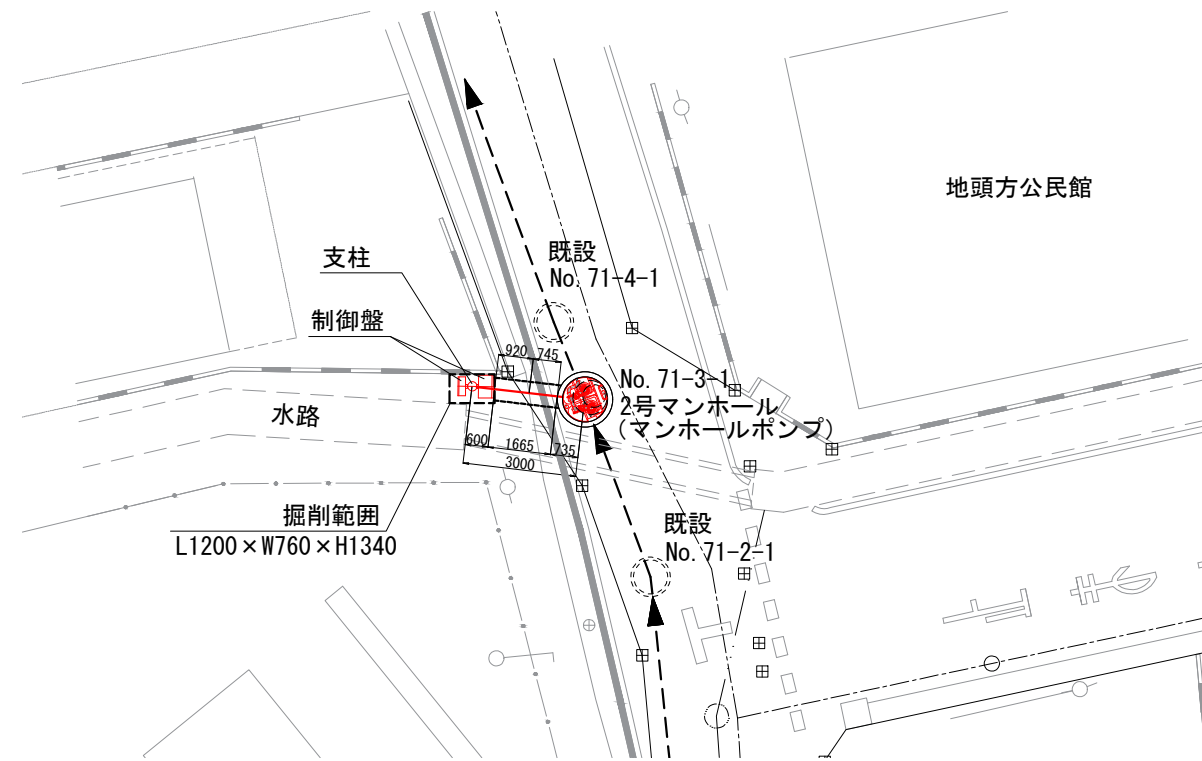 地頭方公民館
支柱
既設
No. 71-4-1
制御盤
920
745
No. 71-3-1
2号マンホール
(マンホールポンプ)
水路
600
1665
735
3000
掘削範囲
L1200×W760×H1340
既設
No. 71-2-1